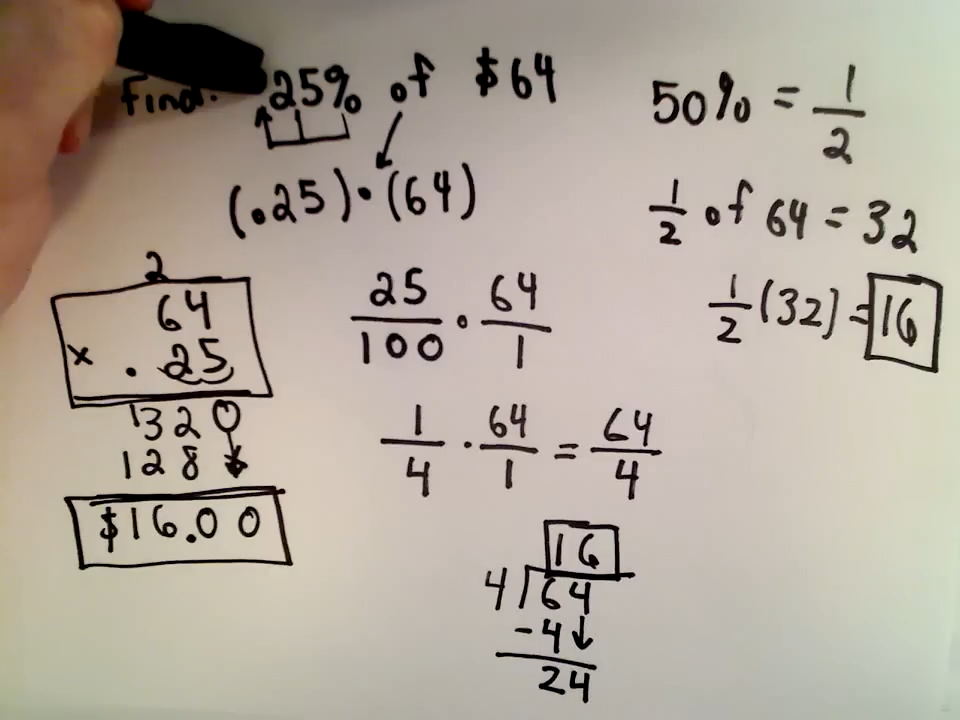 Find: 25% of $64
(.25)·(64)
2
64
x .25
1320
128
$16.00
25/100 · 64/1
1/4 · 64/1 = 64/4
16
4)64
-4
24
50% = 1/2
1/2 of 64 = 32
1/2 (32) = 16